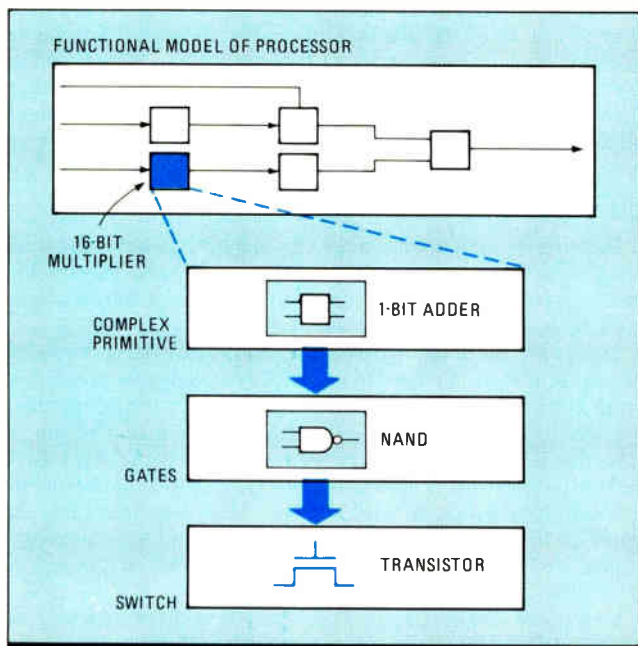 FUNCTIONAL MODEL OF PROCESSOR
16-BIT
MULTIPLIER
1-BIT ADDER
COMPLEX
PRIMITIVE
NAND
GATES
TRANSISTOR
SWITCH